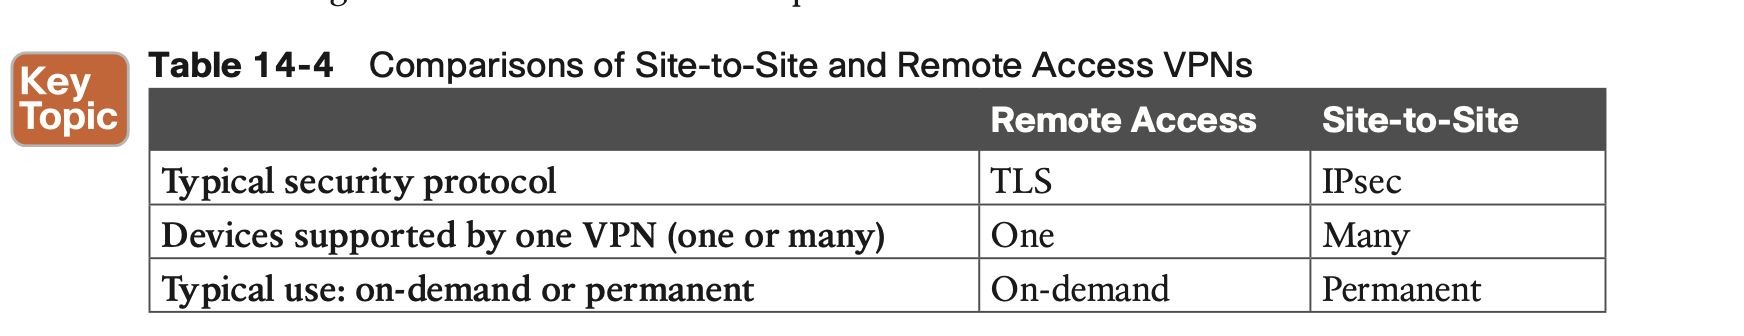 Key
Topic
Table 14-4 Comparisons of Site-to-Site and Remote Access VPNs
Remote Access Site-to-Site
Typical security protocol TLS IPsec
Devices supported by one VPN (one or many) One Many
Typical use: on-demand or permanent On-demand Permanent